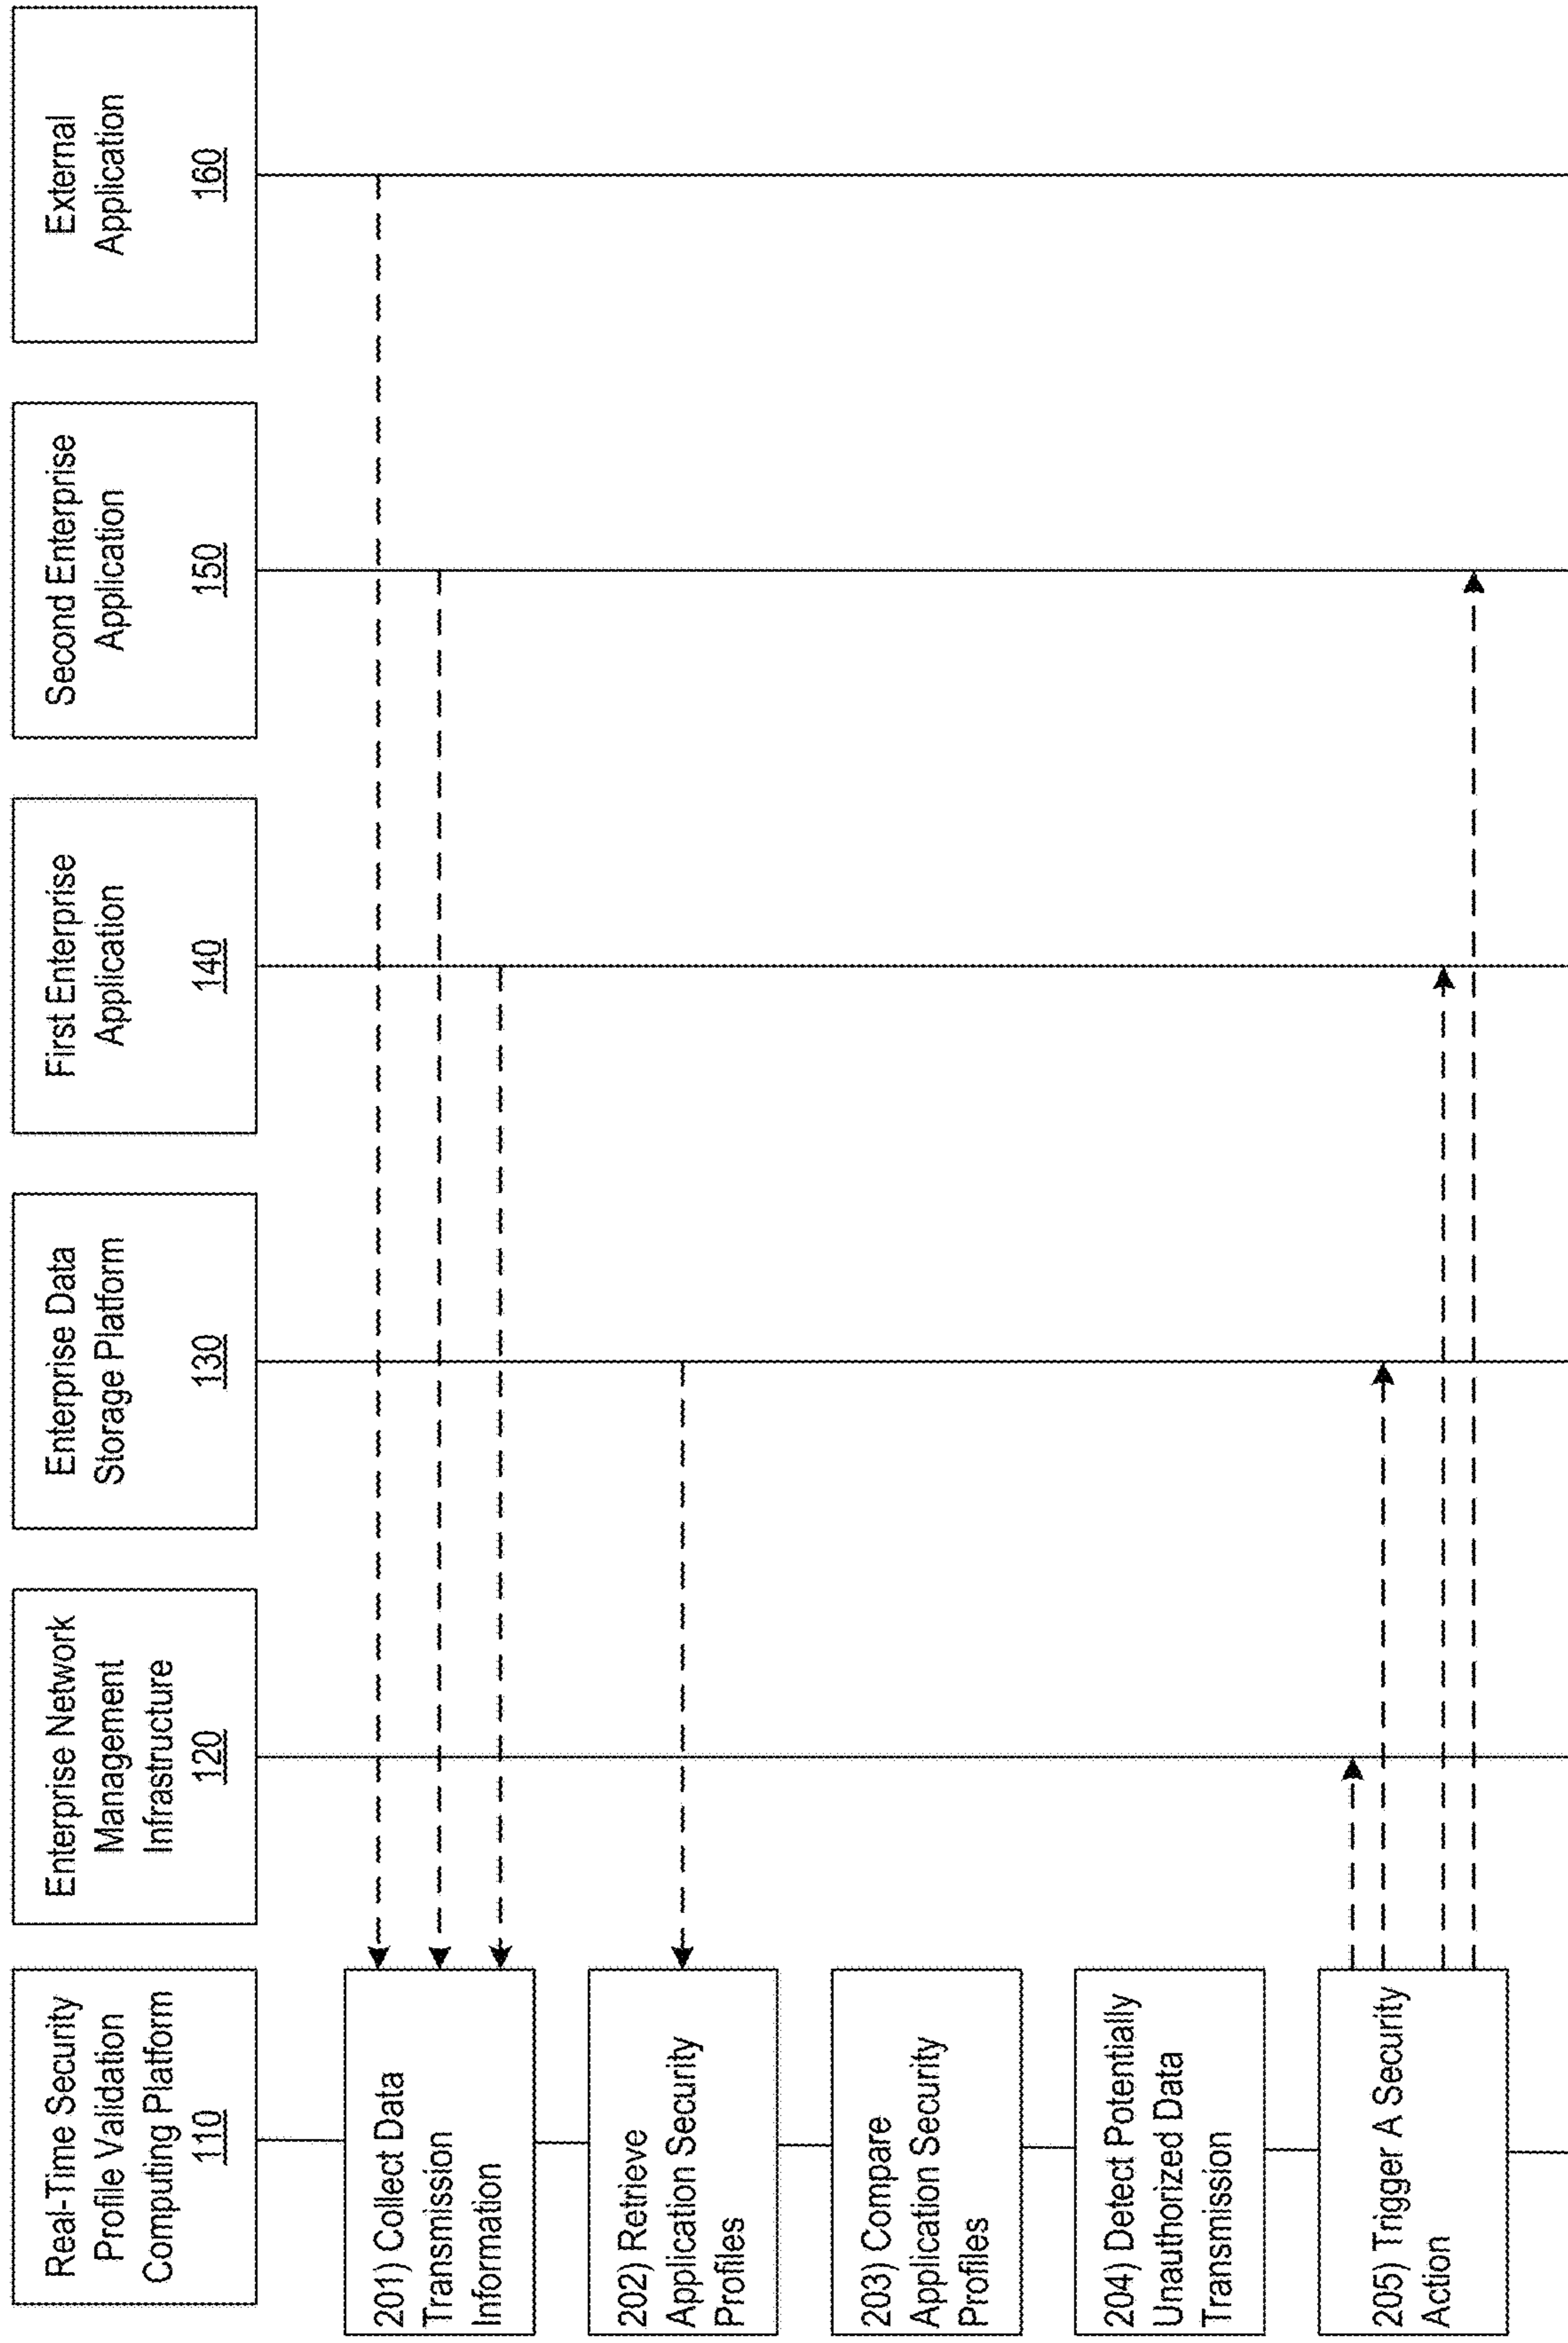 Real-Time Security
Profile Validation
Computing Platform
110
Enterprise Network
Management
Infrastructure
120
Enterprise Data
Storage Platform
130
First Enterprise
Application
140
Second Enterprise
Application
150
External
Application
160
201) Collect Data
Transmission
Information
202) Retrieve
Application Security
Profiles
203) Compare
Application Security
Profiles
204) Detect Potentially
Unauthorized Data
Transmission
205) Trigger A Security
Action